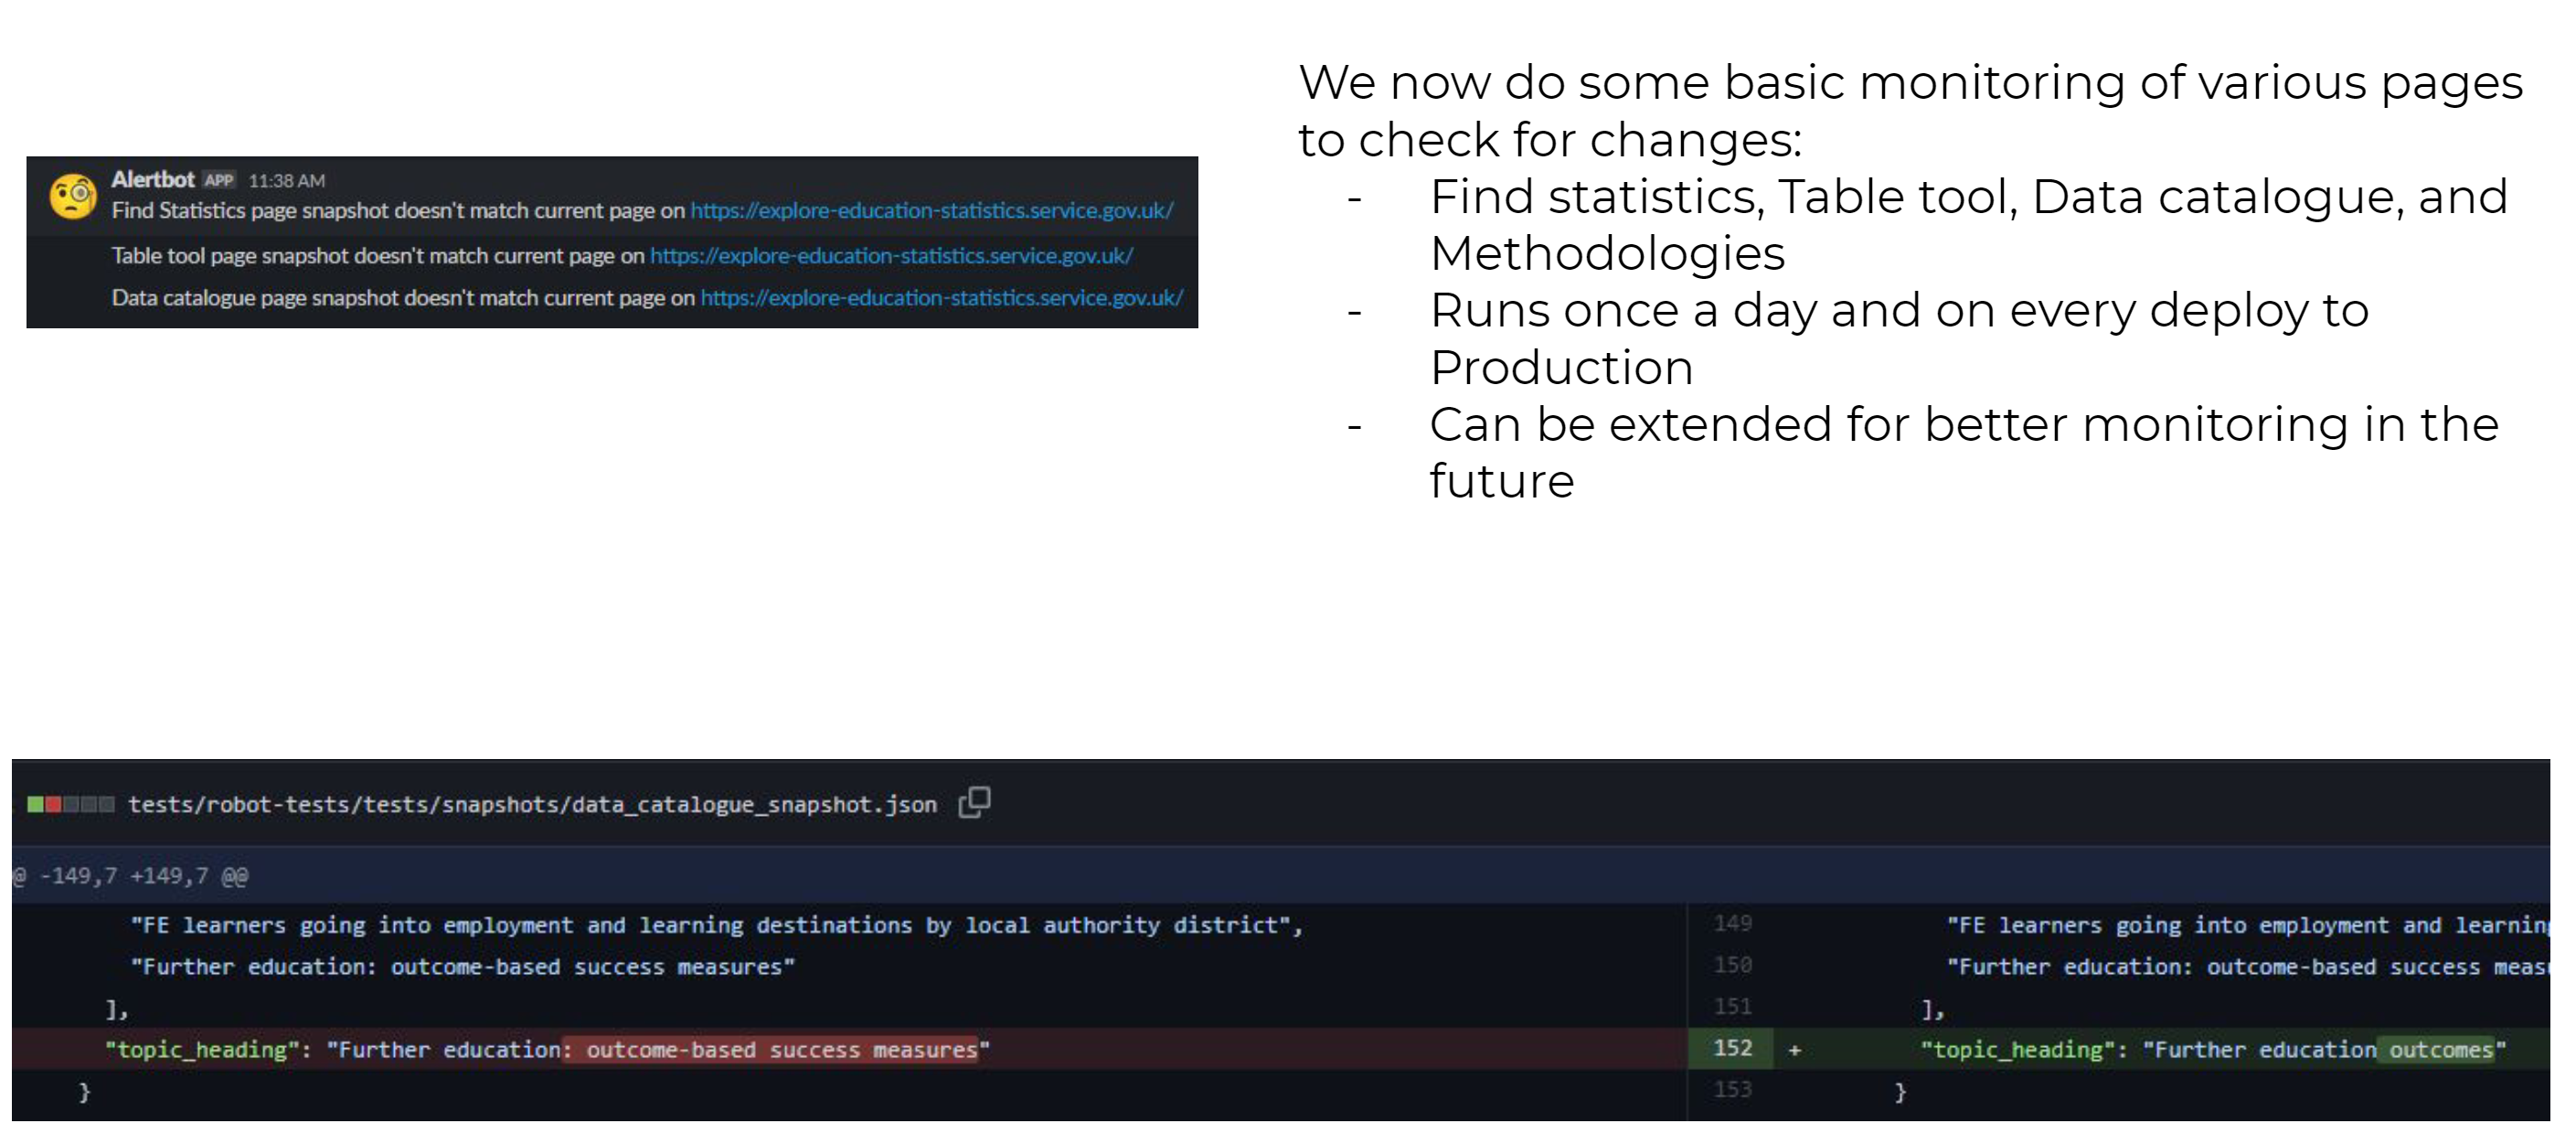 We now do some basic monitoring of various pages
to check for changes:
- Find statistics, Table tool, Data catalogue, and
Methodologies
- Runs once a day and on every deploy to
Production
- Can be extended for better monitoring in the
future
Alertbot APP 11:38 AM
Find Statistics page snapshot doesn't match current page on https://explore-education-statistics.service.gov.uk/
Table tool page snapshot doesn't match current page on https://explore-education-statistics.service.gov.uk/
Data catalogue page snapshot doesn't match current page on https://explore-education-statistics.service.gov.uk/
tests/robot-tests/tests/snapshots/data_catalogue_snapshot.json
@ -149,7 +149,7 @@
"FE learners going into employment and learning destinations by local authority district",
"Further education: outcome-based success measures"
],
"topic_heading": "Further education: outcome-based success measures"
}
149 "FE learners going into employment and learning
150 "Further education: outcome-based success meas
151 ],
152 + "topic_heading": "Further education outcomes"
153 }